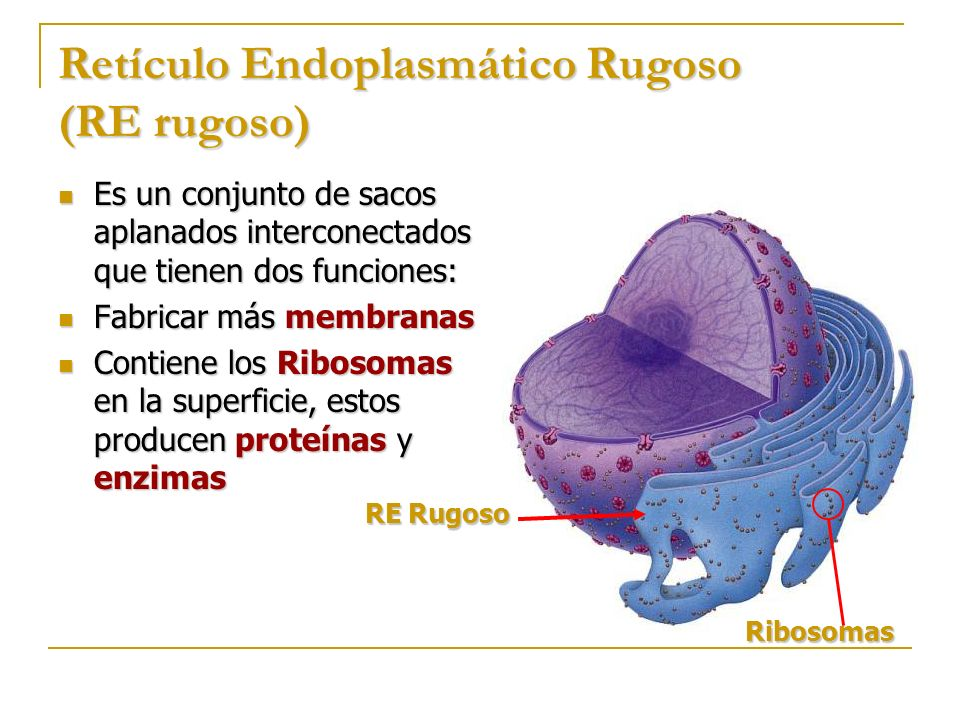 Retículo Endoplasmático Rugoso
(RE rugoso)
Es un conjunto de sacos
aplanados interconectados
que tienen dos funciones:
Fabricar más membranas
Contiene los Ribosomas
en la superficie, estos
producen proteínas y
enzimas
RE Rugoso
Ribosomas